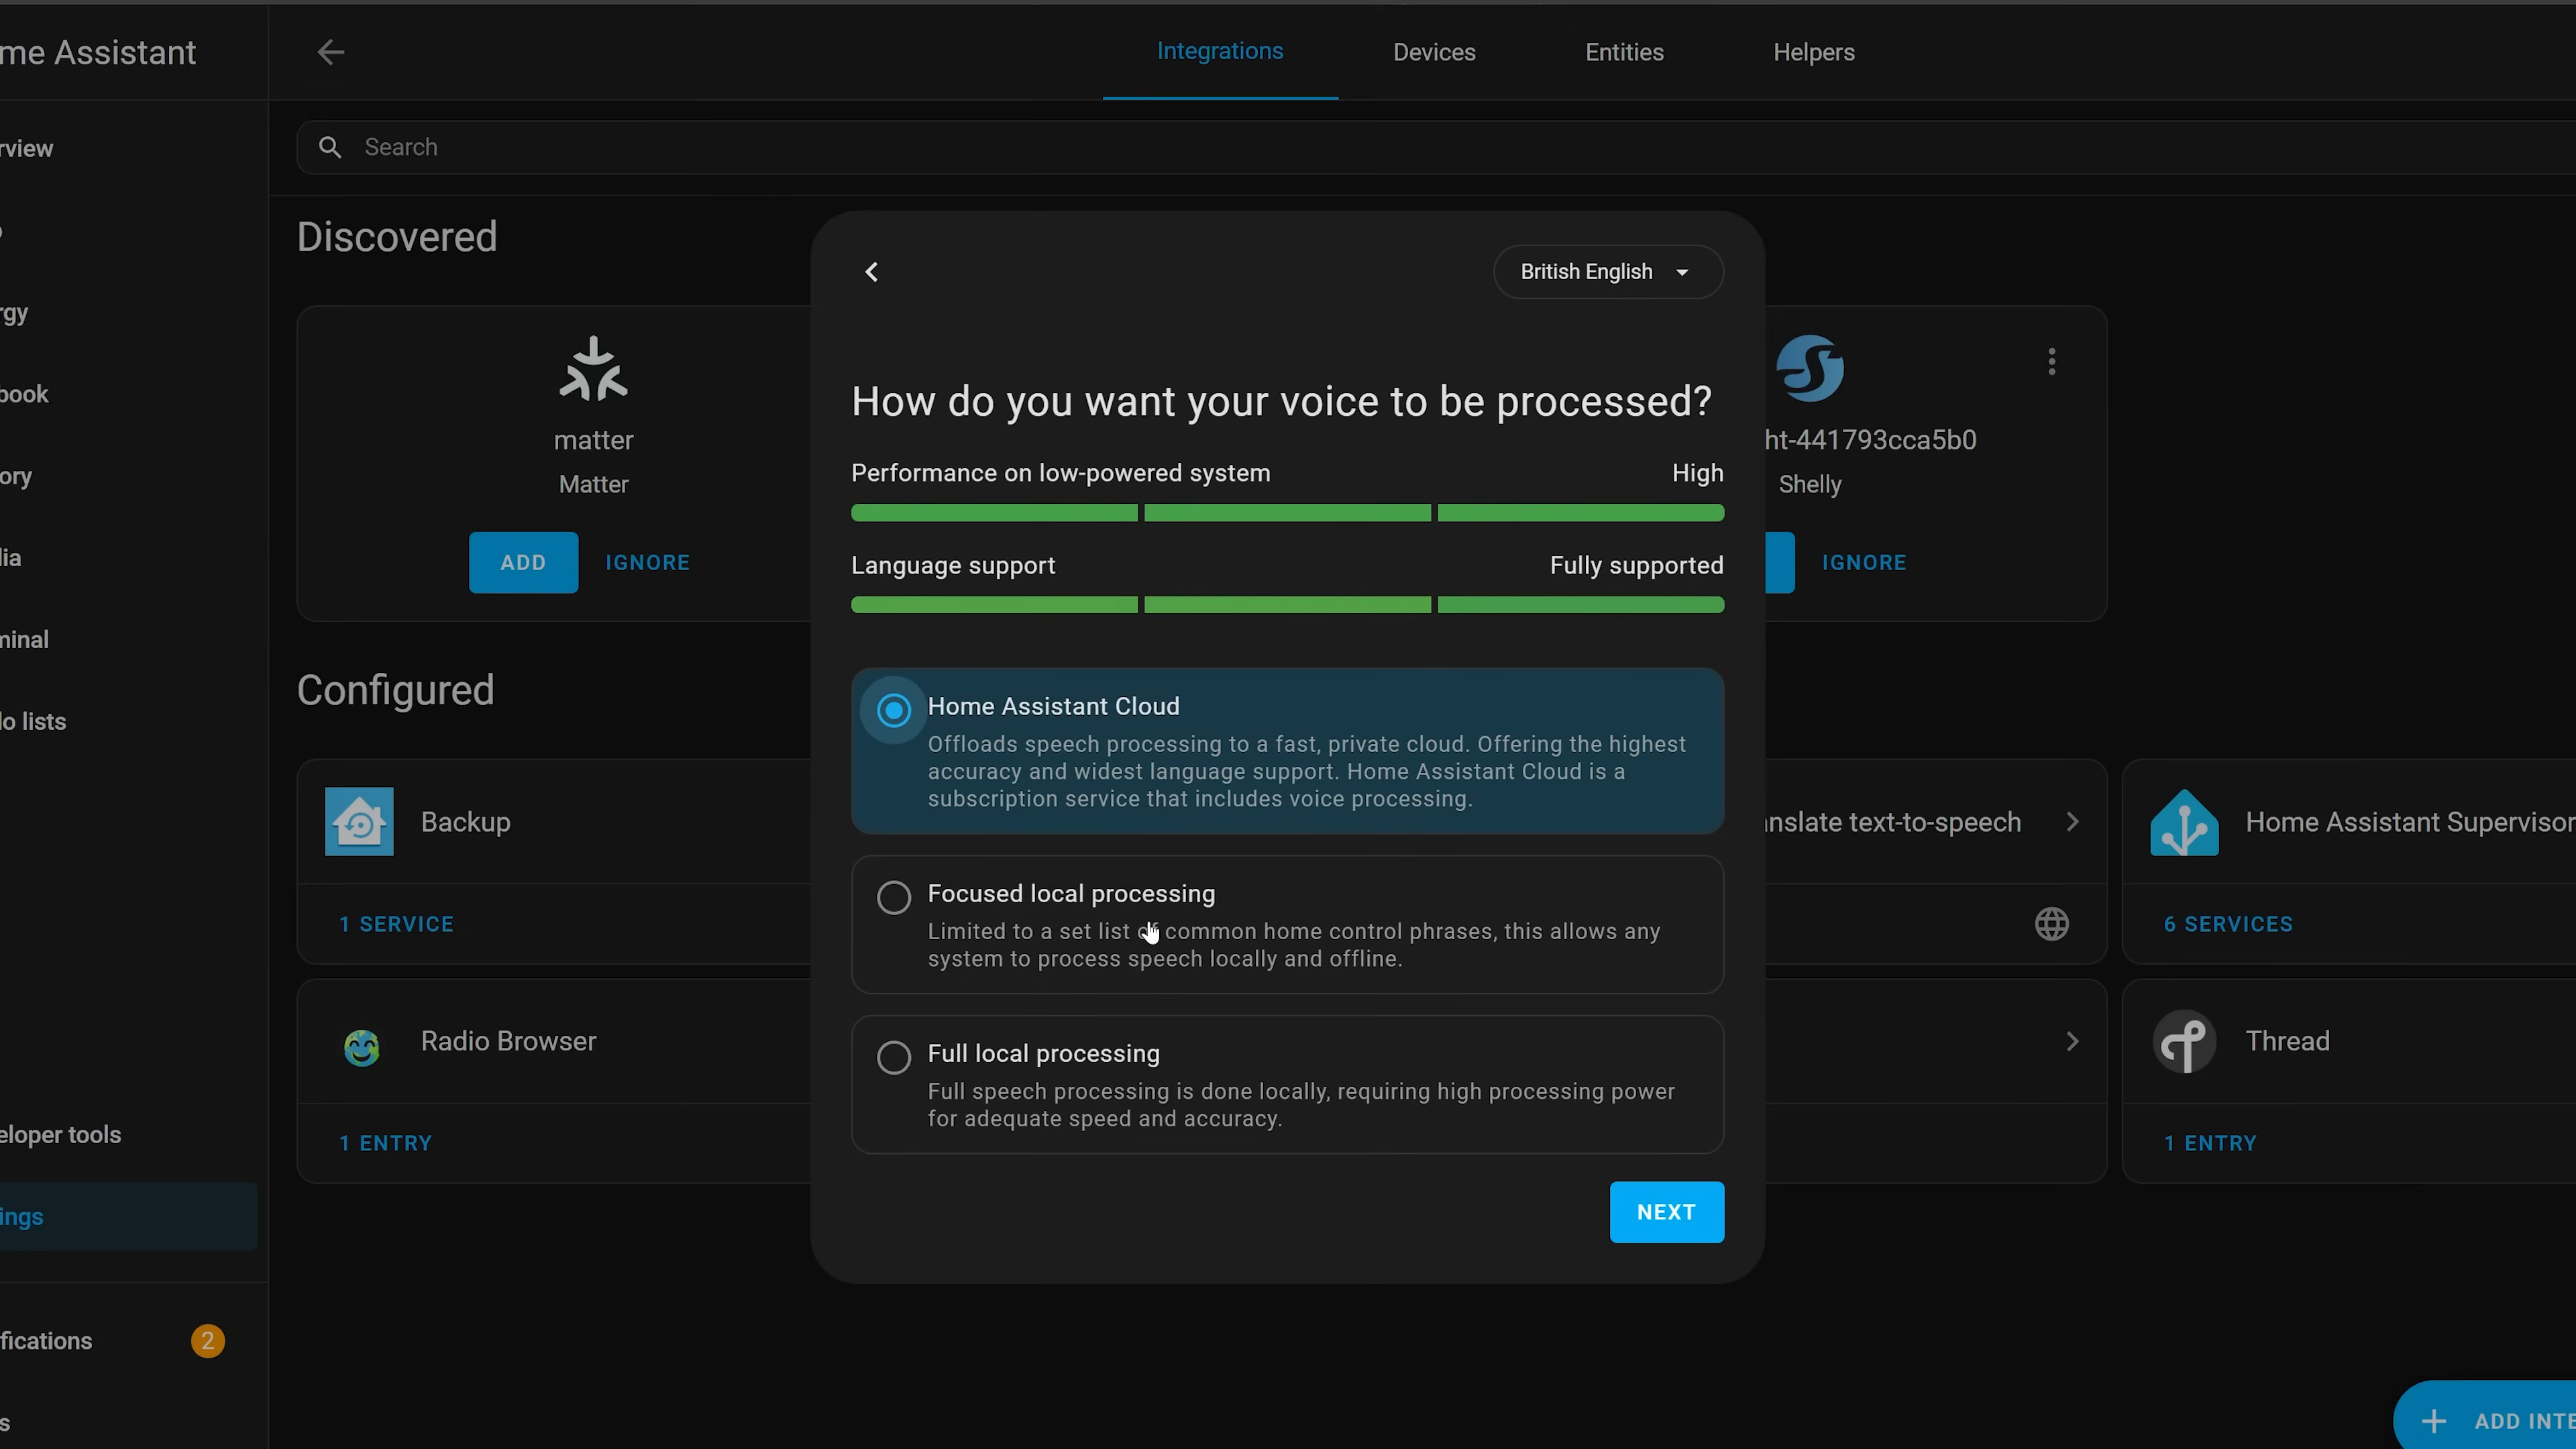 me Assistant
Integrations
Devices
Entities
Helpers
rview
Search
Discovered
rgy
book
ory
dia
minal
o lists
eloper tools
ings
fications
2
s
matter
Matter
ADD
IGNORE
British English
How do you want your voice to be processed?
Performance on low-powered system
High
Language support
Fully supported
Home Assistant Cloud
Offloads speech processing to a fast, private cloud. Offering the highest
accuracy and widest language support. Home Assistant Cloud is a
subscription service that includes voice processing.
Focused local processing
Limited to a set list of common home control phrases, this allows any
system to process speech locally and offline.
Full local processing
Full speech processing is done locally, requiring high processing power
for adequate speed and accuracy.
NEXT
ht-441793cca5b0
Shelly
IGNORE
Configured
Backup
1 SERVICE
Radio Browser
1 ENTRY
anslate text-to-speech
Home Assistant Supervisor
6 SERVICES
Thread
1 ENTRY
ADD INTE